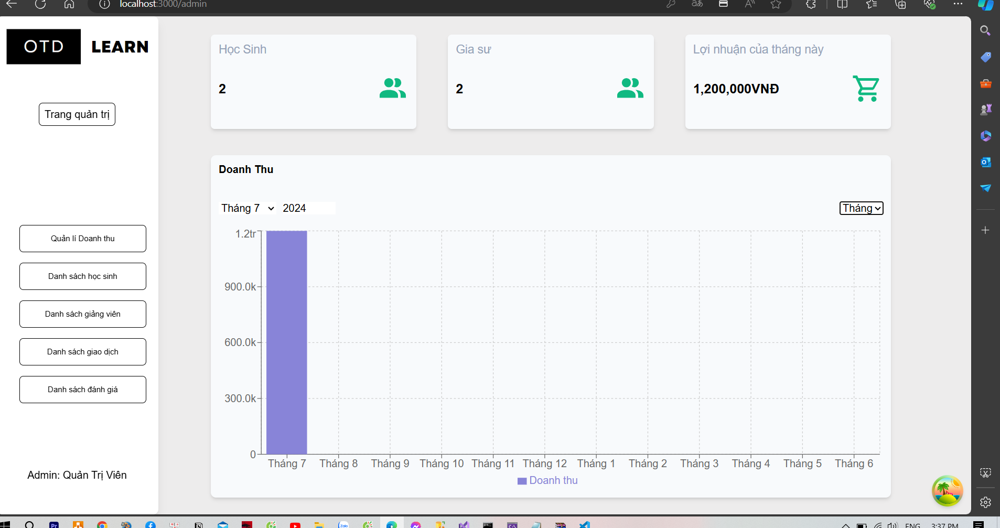 localhost:3000/admin
OTD LEARN
Trang quản trị
Quản lí Doanh thu
Danh sách học sinh
Danh sách giảng viên
Danh sách giao dịch
Danh sách đánh giá
Admin: Quản Trị Viên
Học Sinh
2
Gia sư
2
Lợi nhuận của tháng này
1,200,000VNĐ
Doanh Thu
Tháng 7 2024 Tháng
1.2tr
900.0k
600.0k
300.0k
0
Tháng 7 Tháng 8 Tháng 9 Tháng 10 Tháng 11 Tháng 12 Tháng 1 Tháng 2 Tháng 3 Tháng 4 Tháng 5 Tháng 6
Doanh thu
Pr Zalo ENG 3:37 PM